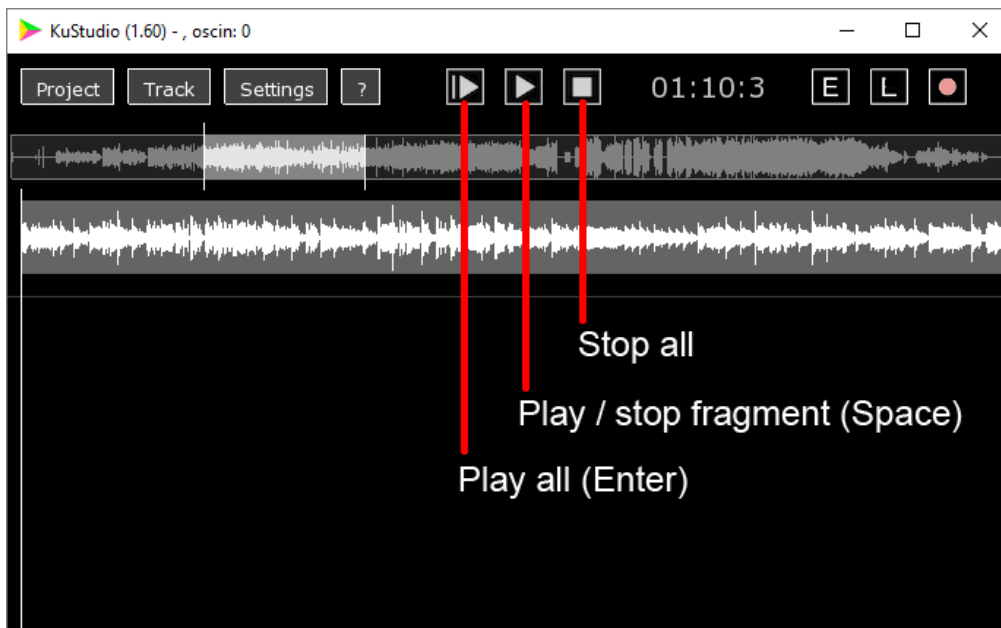 KuStudio (1.60) - , oscin: 0
Project Track Settings ? 01:10:3 E L
Stop all
Play / stop fragment (Space)
Play all (Enter)